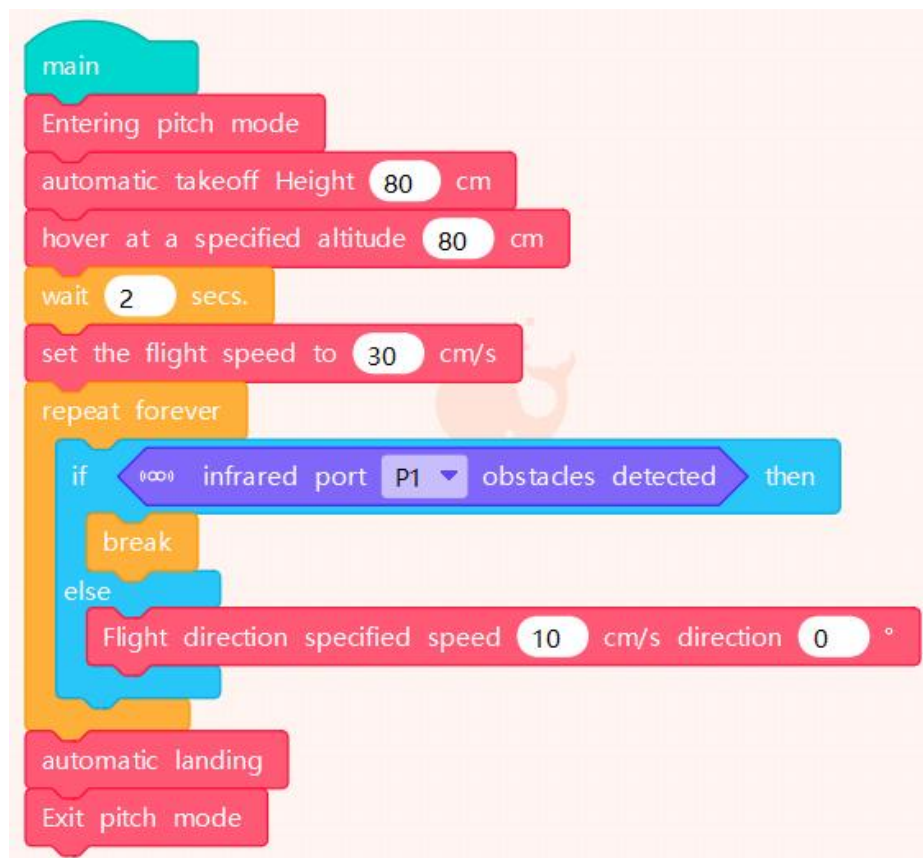 main
Entering pitch mode
automatic takeoff Height 80 cm
hover at a specified altitude 80 cm
wait 2 secs.
set the flight speed to 30 cm/s
repeat forever
if infrared port P1 obstacles detected then
break
else
Flight direction specified speed 10 cm/s direction 0 °
automatic landing
Exit pitch mode